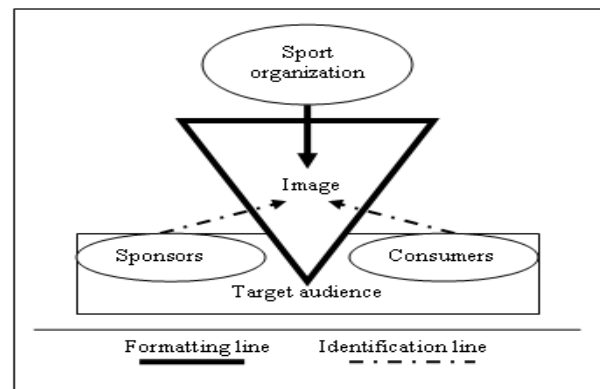 Sport
organization
Image
Sponsors
Consumers
Target audience
Formatting line
Identification line